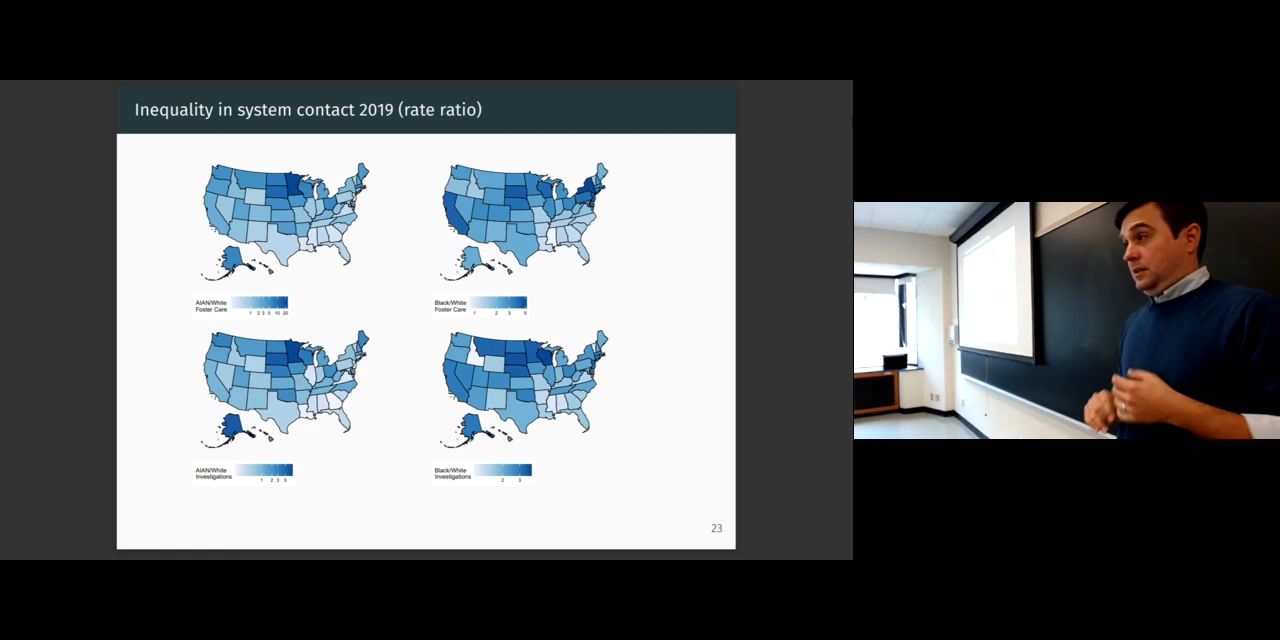 Inequality in system contact 2019 (rate ratio)
AIAN/White
Foster Care
1 2 3 5 10 20
Black/White
Foster Care
1 2 3 5
AIAN/White
Investigations
1 2 3 5
Black/White
Investigations
2 3
23